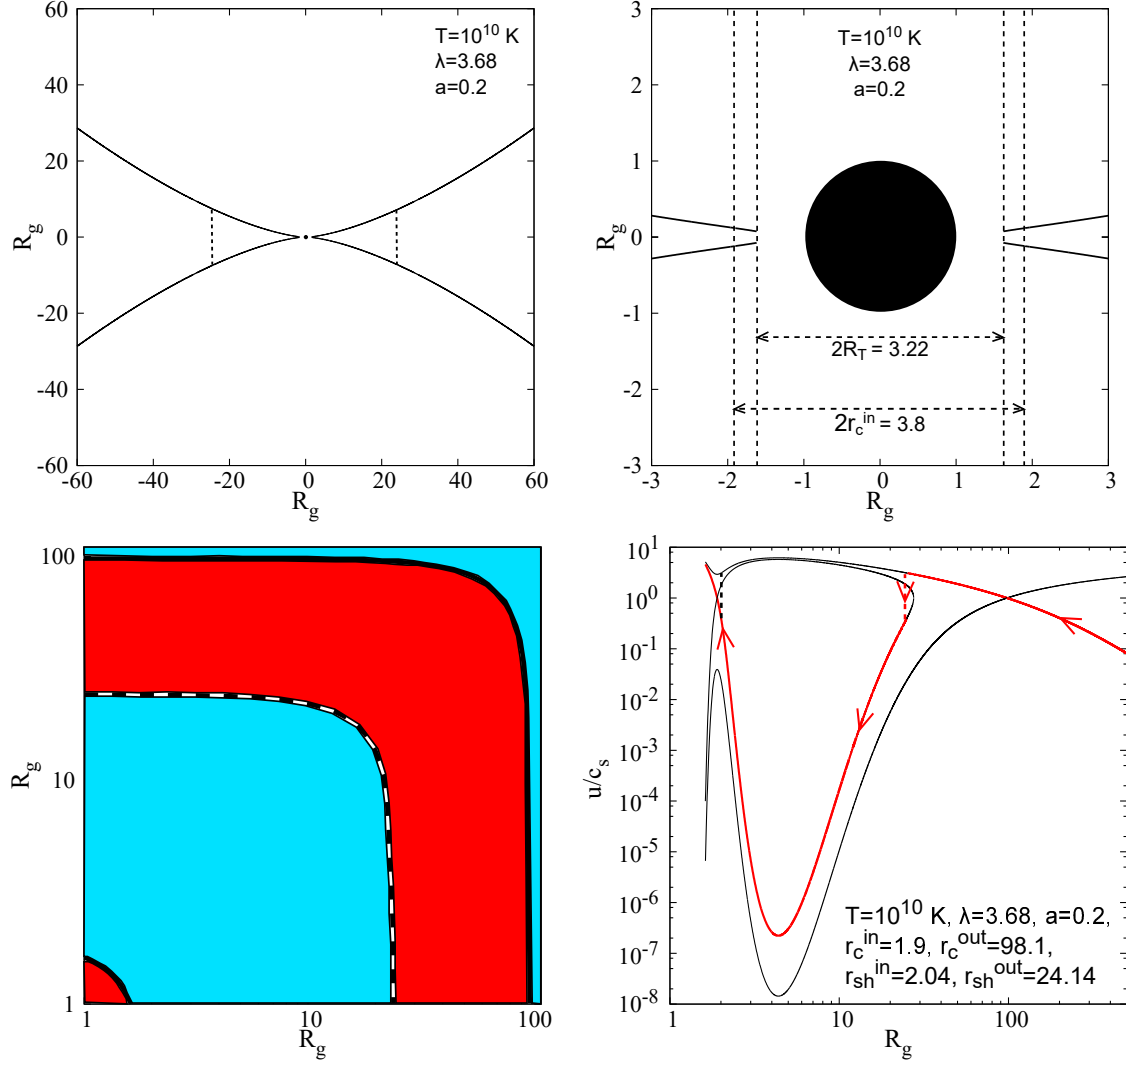 T=10^10 K
λ=3.68
a=0.2
60
40
20
0
-20
-40
-60
R_g
-60 -40 -20 0 20 40 60
R_g
T=10^10 K
λ=3.68
a=0.2
3
2
1
0
-1
-2
-3
R_g
2R_T = 3.22
2r_c^in = 3.8
-3 -2 -1 0 1 2 3
R_g
100
10
1
R_g
1 10 100
R_g
10^1
10^0
10^-1
10^-2
10^-3
10^-4
10^-5
10^-6
10^-7
10^-8
u/c_s
T=10^10 K, λ=3.68, a=0.2,
r_c^in=1.9, r_c^out=98.1,
r_sh^in=2.04, r_sh^out=24.14
1 10 100
R_g